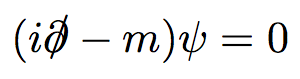 (i∂̸ − m)ψ = 0